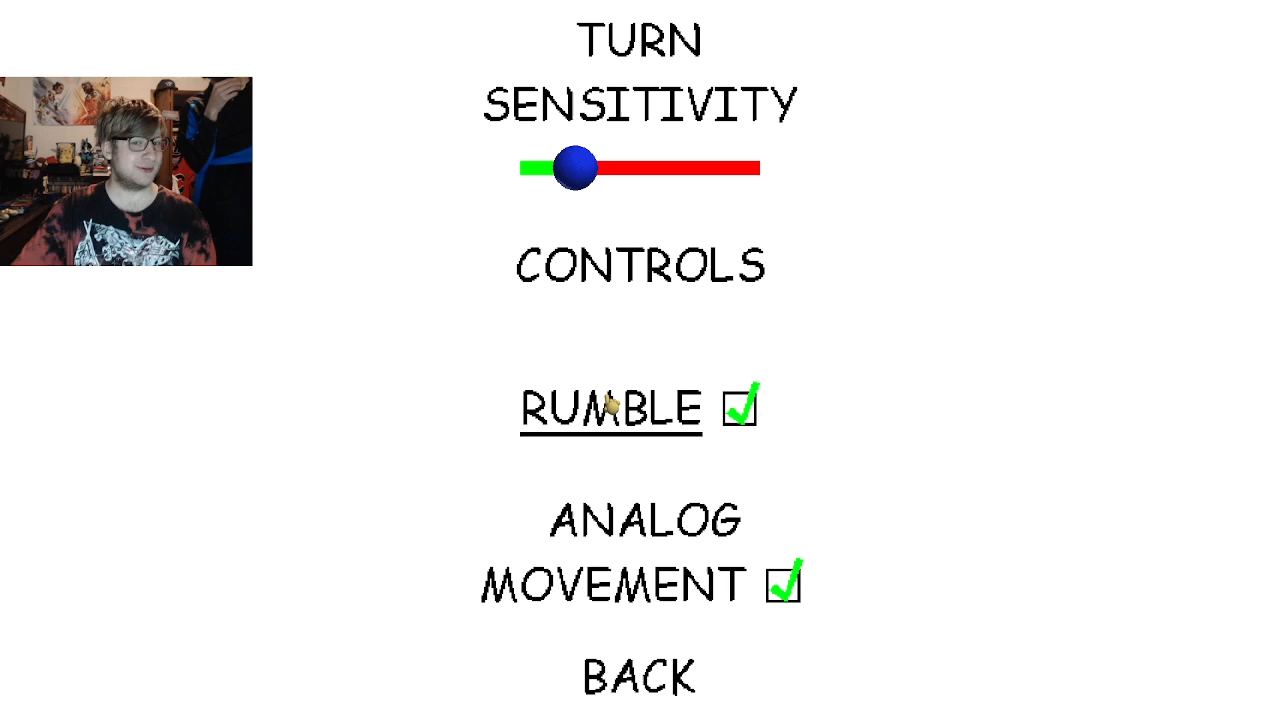 TURN
SENSITIVITY
CONTROLS
RUMBLE
ANALOG
MOVEMENT
BACK